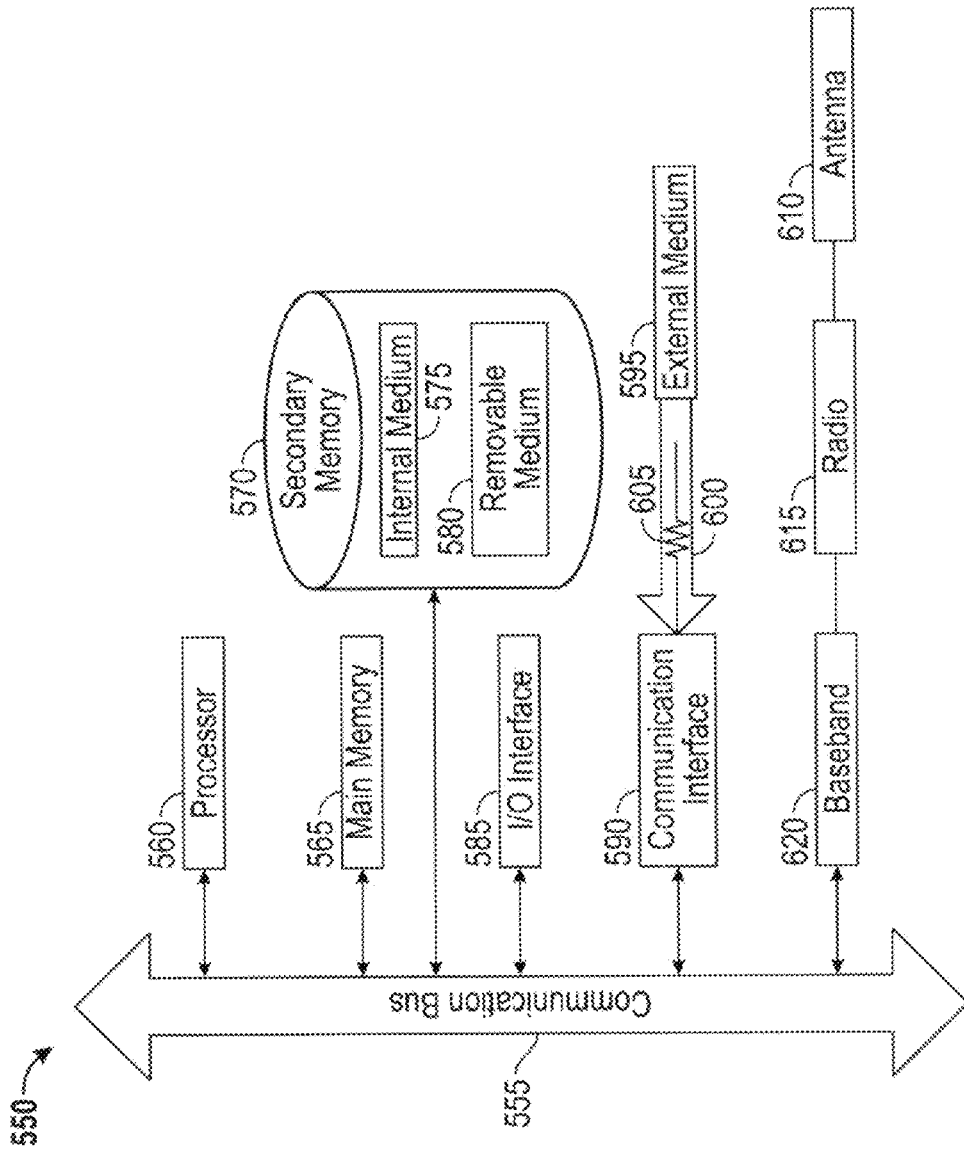 550
560
Processor
565
Main Memory
570
Secondary
Memory
Internal Medium
575
580
Removable
Medium
585
I/O Interface
590
Communication
Interface
605
600
595
External Medium
620
Baseband
615
Radio
610
Antenna
Communication Bus
555